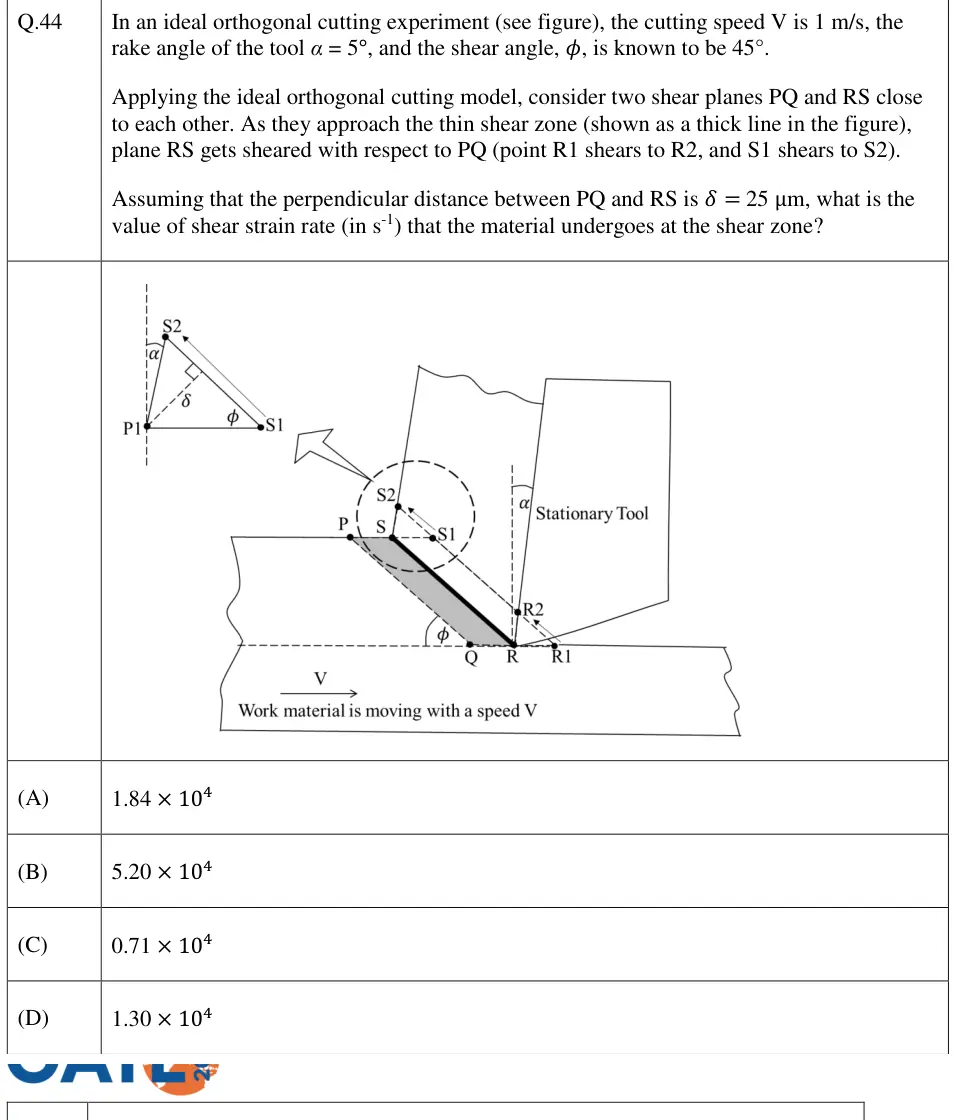 Q.44
In an ideal orthogonal cutting experiment (see figure), the cutting speed V is 1 m/s, the
rake angle of the tool α = 5°, and the shear angle, ϕ, is known to be 45°.
Applying the ideal orthogonal cutting model, consider two shear planes PQ and RS close
to each other. As they approach the thin shear zone (shown as a thick line in the figure),
plane RS gets sheared with respect to PQ (point R1 shears to R2, and S1 shears to S2).
Assuming that the perpendicular distance between PQ and RS is δ = 25 µm, what is the
value of shear strain rate (in s⁻¹) that the material undergoes at the shear zone?
S2
α
δ
ϕ
P1
S1
S2
α
Stationary Tool
P
S
S1
R2
ϕ
Q
R
R1
V
Work material is moving with a speed V
(A)
1.84 × 10⁴
(B)
5.20 × 10⁴
(C)
0.71 × 10⁴
(D)
1.30 × 10⁴